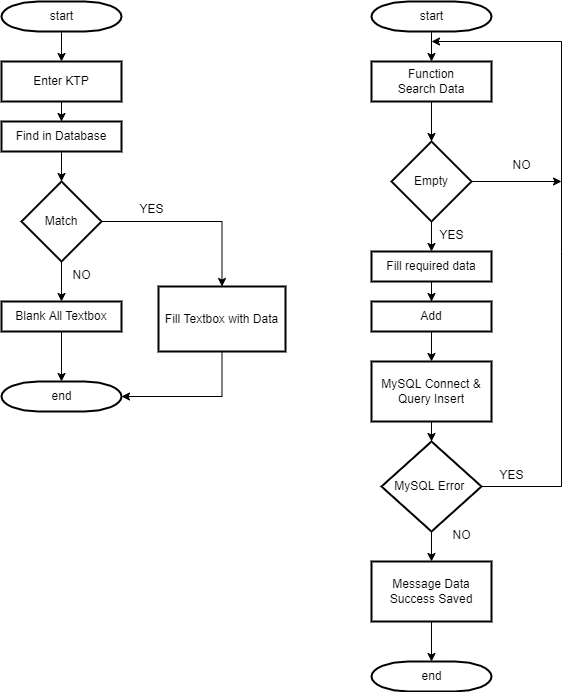 start
Enter KTP
Find in Database
Match
YES
NO
Blank All Textbox
Fill Textbox with Data
end
start
Function
Search Data
Empty
NO
YES
Fill required data
Add
MySQL Connect &
Query Insert
MySQL Error
YES
NO
Message Data
Success Saved
end